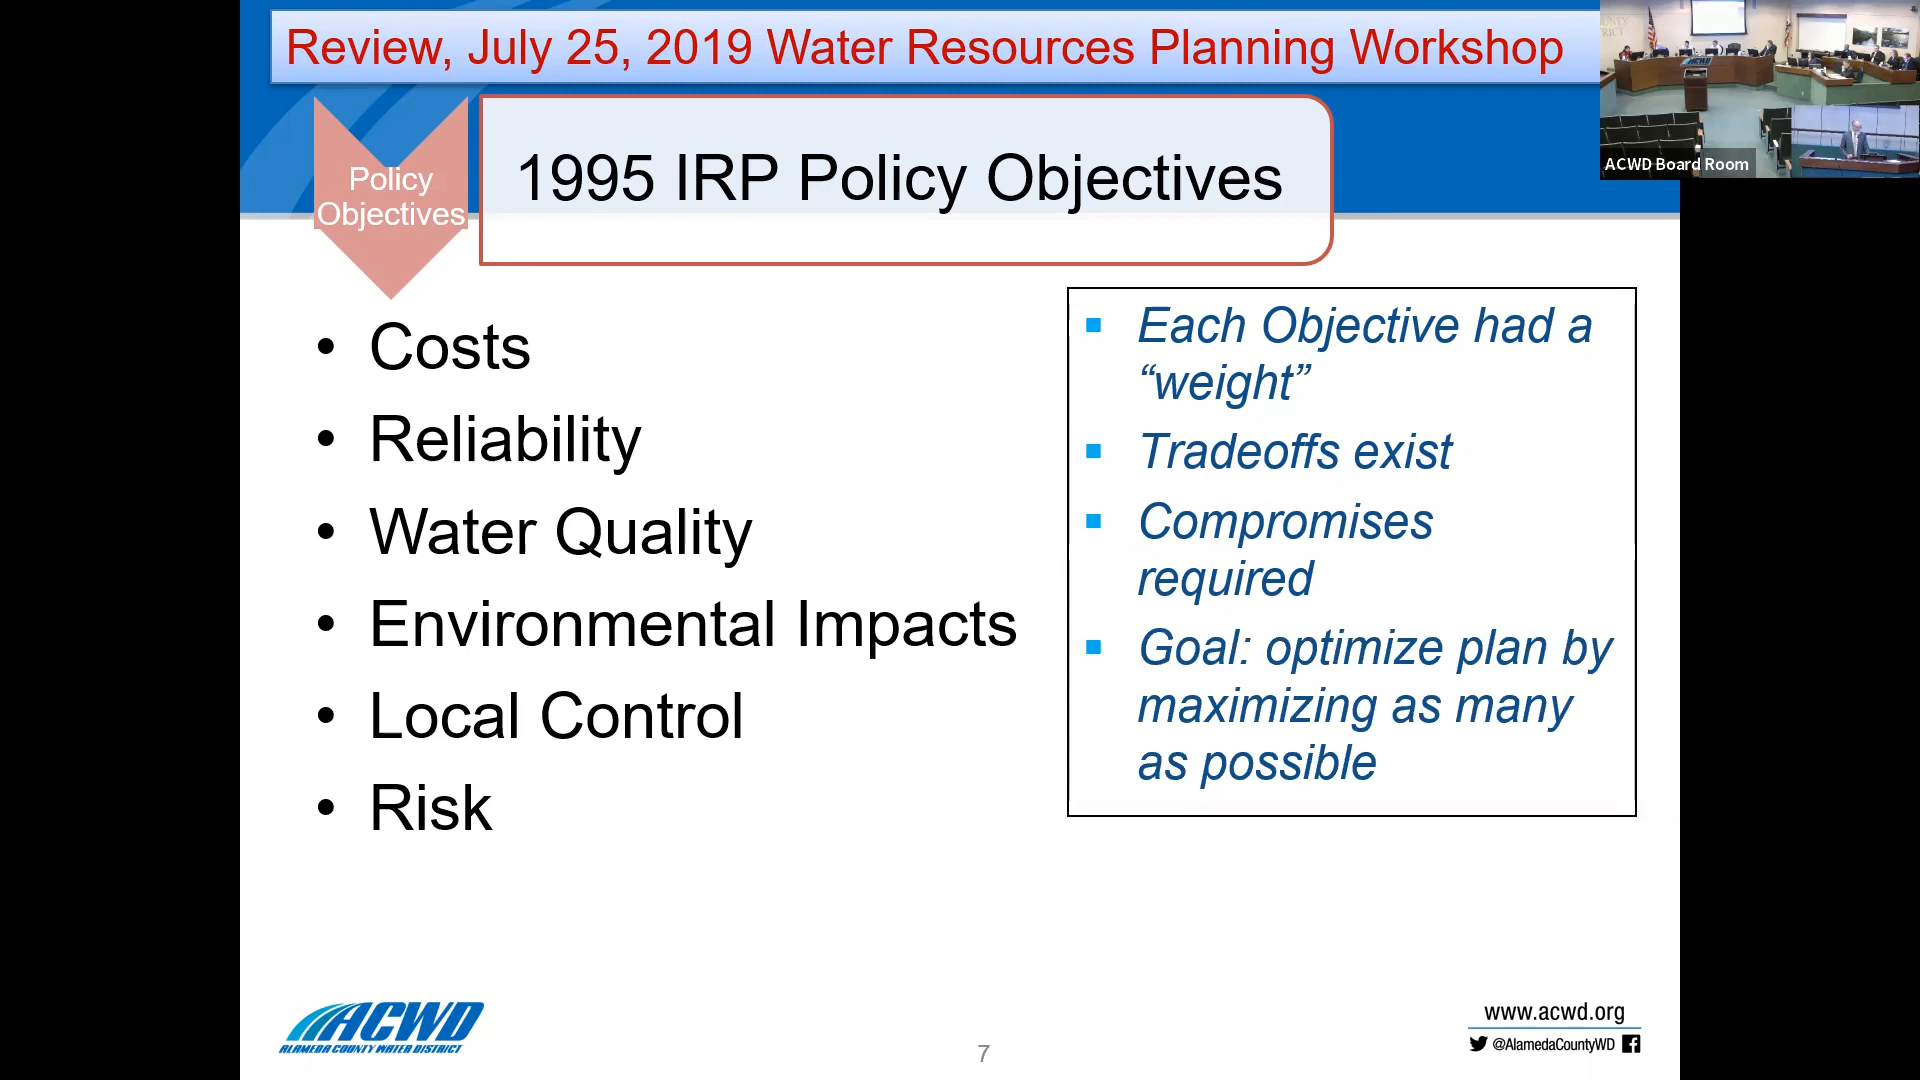 Review, July 25, 2019 Water Resources Planning Workshop
Policy
Objectives
1995 IRP Policy Objectives
• Costs
• Reliability
• Water Quality
• Environmental Impacts
• Local Control
• Risk
▪ Each Objective had a
“weight”
▪ Tradeoffs exist
▪ Compromises
required
▪ Goal: optimize plan by
maximizing as many
as possible
ACWD
ALAMEDA COUNTY WATER DISTRICT
7
www.acwd.org
@AlamedaCountyWD
ACWD
ACWD Board Room